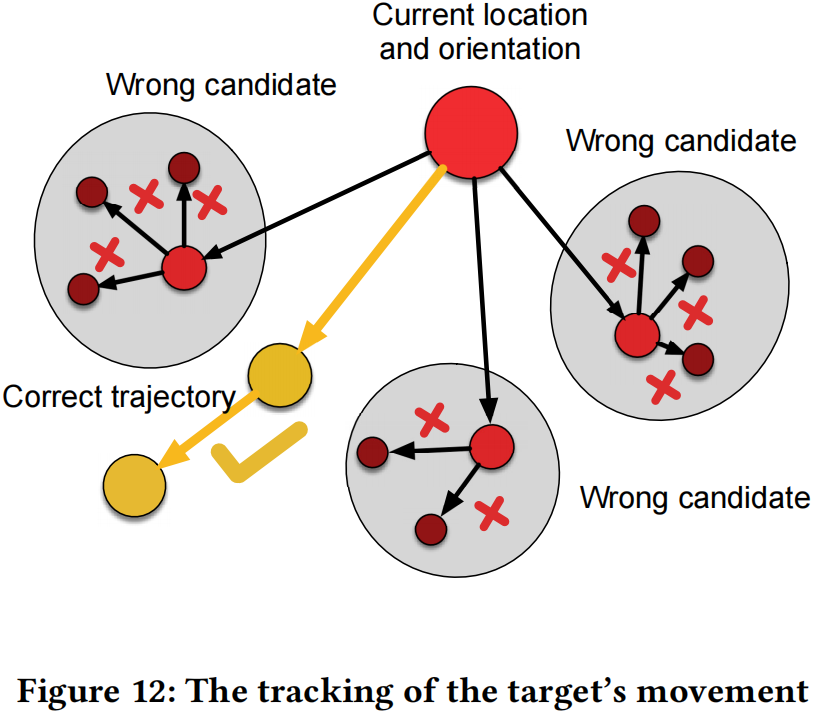 Current location
and orientation
Wrong candidate
Wrong candidate
Correct trajectory
Wrong candidate
Figure 12: The tracking of the target's movement